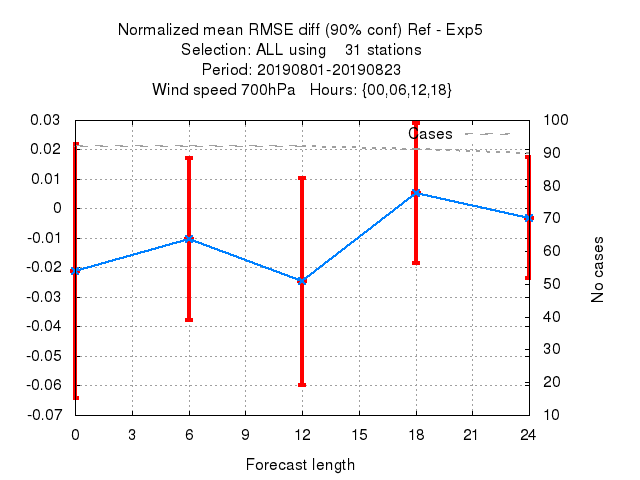 Normalized mean RMSE diff (90% conf) Ref - Exp5
Selection: ALL using    31 stations
Period: 20190801-20190823
Wind speed 700hPa   Hours: {00,06,12,18}
0.03
0.02
0.01
0
-0.01
-0.02
-0.03
-0.04
-0.05
-0.06
-0.07
Cases
100
90
80
70
60
50
40
30
20
10
No cases
0 3 6 9 12 15 18 21 24
Forecast length